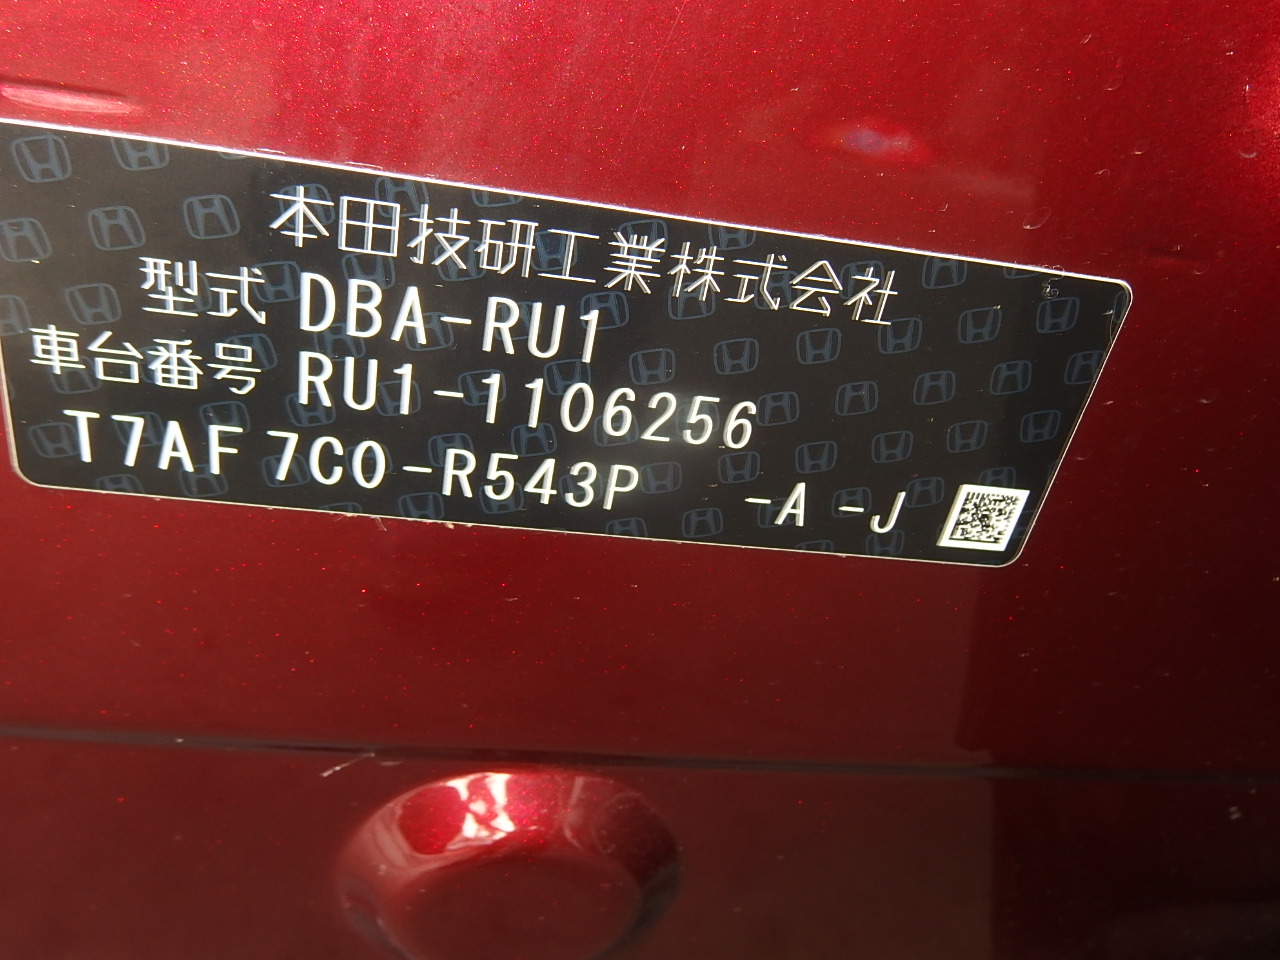 本田技研工業株式会社
型式 DBA-RU1
車台番号 RU1-1106256
T7AF 7C0-R543P -A -J